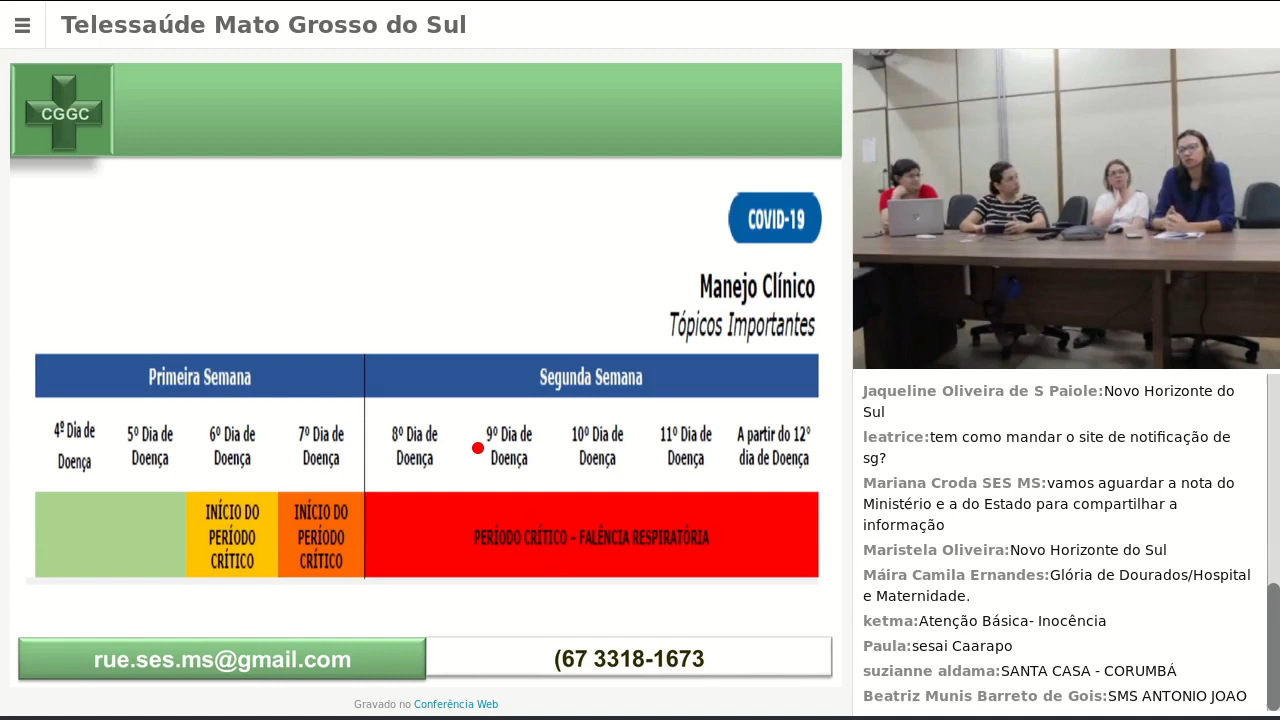 Telessaúde Mato Grosso do Sul
CGGC
COVID-19
Manejo Clínico
Tópicos Importantes
Primeira Semana
Segunda Semana
4º Dia de
Doença
5º Dia de
Doença
6º Dia de
Doença
7º Dia de
Doença
8º Dia de
Doença
9º Dia de
Doença
10º Dia de
Doença
11º Dia de
Doença
A partir do 12º
dia de Doença
INÍCIO DO
PERÍODO
CRÍTICO
INÍCIO DO
PERÍODO
CRÍTICO
PERÍODO CRÍTICO – FALÊNCIA RESPIRATÓRIA
rue.ses.ms@gmail.com
(67 3318-1673
Gravado no Conferência Web
Jaqueline Oliveira de S Paiole:Novo Horizonte do
Sul
leatrice:tem como mandar o site de notificação de
sg?
Mariana Croda SES MS:vamos aguardar a nota do
Ministério e a do Estado para compartilhar a
informação
Maristela Oliveira:Novo Horizonte do Sul
Máira Camila Ernandes:Glória de Dourados/Hospital
e Maternidade.
ketma:Atenção Básica- Inocência
Paula:sesai Caarapo
suzianne aldama:SANTA CASA - CORUMBÁ
Beatriz Munis Barreto de Gois:SMS ANTONIO JOAO